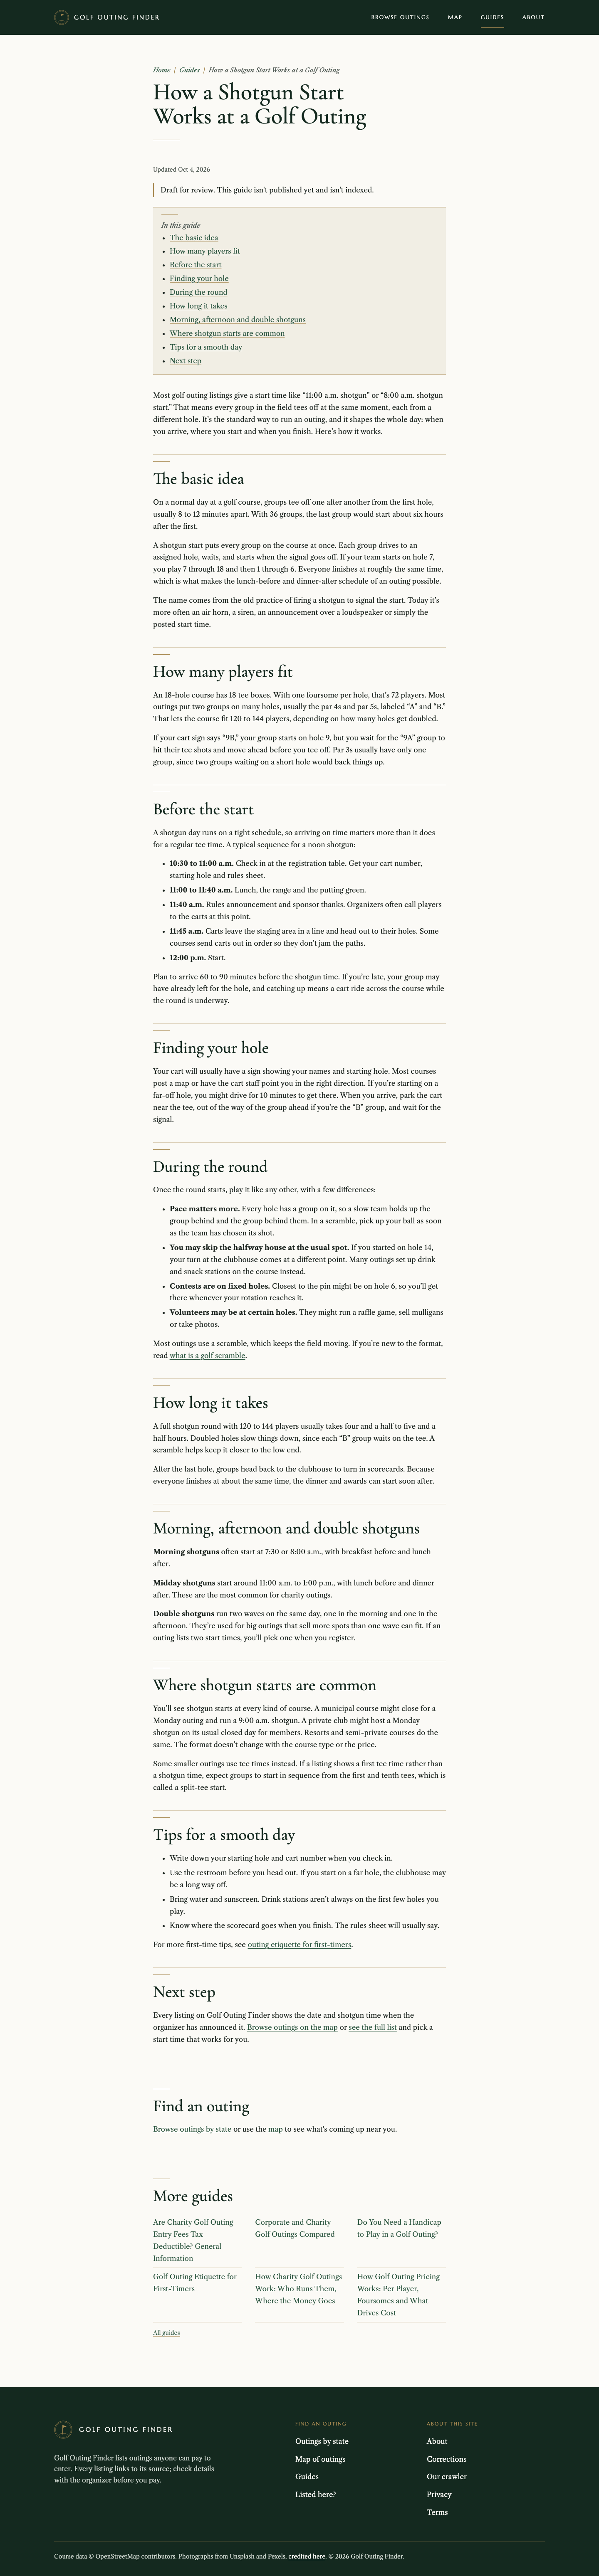 GOLF OUTING FINDER
BROWSE OUTINGS MAP GUIDES ABOUT
Home | Guides | How a Shotgun Start Works at a Golf Outing
How a Shotgun Start
Works at a Golf Outing
Updated Oct 4, 2026
Draft for review. This guide isn't published yet and isn't indexed.
In this guide
• The basic idea
• How many players fit
• Before the start
• Finding your hole
• During the round
• How long it takes
• Morning, afternoon and double shotguns
• Where shotgun starts are common
• Tips for a smooth day
• Next step
Most golf outing listings give a start time like “11:00 a.m. shotgun” or “8:00 a.m. shotgun
start.” That means every group in the field tees off at the same moment, each from a
different hole. It's the standard way to run an outing, and it shapes the whole day: when
you arrive, where you start and when you finish. Here's how it works.
The basic idea
On a normal day at a golf course, groups tee off one after another from the first hole,
usually 8 to 12 minutes apart. With 36 groups, the last group would start about six hours
after the first.
A shotgun start puts every group on the course at once. Each group drives to an
assigned hole, waits, and starts when the signal goes off. If your team starts on hole 7,
you play 7 through 18 and then 1 through 6. Everyone finishes at roughly the same time,
which is what makes the lunch-before and dinner-after schedule of an outing possible.
The name comes from the old practice of firing a shotgun to signal the start. Today it's
more often an air horn, a siren, an announcement over a loudspeaker or simply the
posted start time.
How many players fit
An 18-hole course has 18 tee boxes. With one foursome per hole, that's 72 players. Most
outings put two groups on many holes, usually the par 4s and par 5s, labeled “A” and “B.”
That lets the course fit 120 to 144 players, depending on how many holes get doubled.
If your cart sign says “9B,” your group starts on hole 9, but you wait for the “9A” group to
hit their tee shots and move ahead before you tee off. Par 3s usually have only one
group, since two groups waiting on a short hole would back things up.
Before the start
A shotgun day runs on a tight schedule, so arriving on time matters more than it does
for a regular tee time. A typical sequence for a noon shotgun:
• 10:30 to 11:00 a.m. Check in at the registration table. Get your cart number,
starting hole and rules sheet.
• 11:00 to 11:40 a.m. Lunch, the range and the putting green.
• 11:40 a.m. Rules announcement and sponsor thanks. Organizers often call players
to the carts at this point.
• 11:45 a.m. Carts leave the staging area in a line and head out to their holes. Some
courses send carts out in order so they don't jam the paths.
• 12:00 p.m. Start.
Plan to arrive 60 to 90 minutes before the shotgun time. If you're late, your group may
have already left for the hole, and catching up means a cart ride across the course while
the round is underway.
Finding your hole
Your cart will usually have a sign showing your names and starting hole. Most courses
post a map or have the cart staff point you in the right direction. If you're starting on a
far-off hole, you might drive for 10 minutes to get there. When you arrive, park the cart
near the tee, out of the way of the group ahead if you're the “B” group, and wait for the
signal.
During the round
Once the round starts, play it like any other, with a few differences:
• Pace matters more. Every hole has a group on it, so a slow team holds up the
group behind and the group behind them. In a scramble, pick up your ball as soon
as the team has chosen its shot.
• You may skip the halfway house at the usual spot. If you started on hole 14,
your turn at the clubhouse comes at a different point. Many outings set up drink
and snack stations on the course instead.
• Contests are on fixed holes. Closest to the pin might be on hole 6, so you'll get
there whenever your rotation reaches it.
• Volunteers may be at certain holes. They might run a raffle game, sell mulligans
or take photos.
Most outings use a scramble, which keeps the field moving. If you're new to the format,
read what is a golf scramble.
How long it takes
A full shotgun round with 120 to 144 players usually takes four and a half to five and a
half hours. Doubled holes slow things down, since each “B” group waits on the tee. A
scramble helps keep it closer to the low end.
After the last hole, groups head back to the clubhouse to turn in scorecards. Because
everyone finishes at about the same time, the dinner and awards can start soon after.
Morning, afternoon and double shotguns
Morning shotguns often start at 7:30 or 8:00 a.m., with breakfast before and lunch
after.
Midday shotguns start around 11:00 a.m. to 1:00 p.m., with lunch before and dinner
after. These are the most common for charity outings.
Double shotguns run two waves on the same day, one in the morning and one in the
afternoon. They're used for big outings that sell more spots than one wave can fit. If an
outing lists two start times, you'll pick one when you register.
Where shotgun starts are common
You'll see shotgun starts at every kind of course. A municipal course might close for a
Monday outing and run a 9:00 a.m. shotgun. A private club might host a Monday
shotgun on its usual closed day for members. Resorts and semi-private courses do the
same. The format doesn't change with the course type or the price.
Some smaller outings use tee times instead. If a listing shows a first tee time rather than
a shotgun time, expect groups to start in sequence from the first and tenth tees, which is
called a split-tee start.
Tips for a smooth day
• Write down your starting hole and cart number when you check in.
• Use the restroom before you head out. If you start on a far hole, the clubhouse may
be a long way off.
• Bring water and sunscreen. Drink stations aren't always on the first few holes you
play.
• Know where the scorecard goes when you finish. The rules sheet will usually say.
For more first-time tips, see outing etiquette for first-timers.
Next step
Every listing on Golf Outing Finder shows the date and shotgun time when the
organizer has announced it. Browse outings on the map or see the full list and pick a
start time that works for you.
Find an outing
Browse outings by state or use the map to see what's coming up near you.
More guides
Are Charity Golf Outing
Entry Fees Tax
Deductible? General
Information
Corporate and Charity
Golf Outings Compared
Do You Need a Handicap
to Play in a Golf Outing?
Golf Outing Etiquette for
First-Timers
How Charity Golf Outings
Work: Who Runs Them,
Where the Money Goes
How Golf Outing Pricing
Works: Per Player,
Foursomes and What
Drives Cost
All guides
GOLF OUTING FINDER
Golf Outing Finder lists outings anyone can pay to
enter. Every listing links to its source; check details
with the organizer before you pay.
FIND AN OUTING
Outings by state
Map of outings
Guides
Listed here?
ABOUT THIS SITE
About
Corrections
Our crawler
Privacy
Terms
Course data © OpenStreetMap contributors. Photographs from Unsplash and Pexels, credited here. © 2026 Golf Outing Finder.